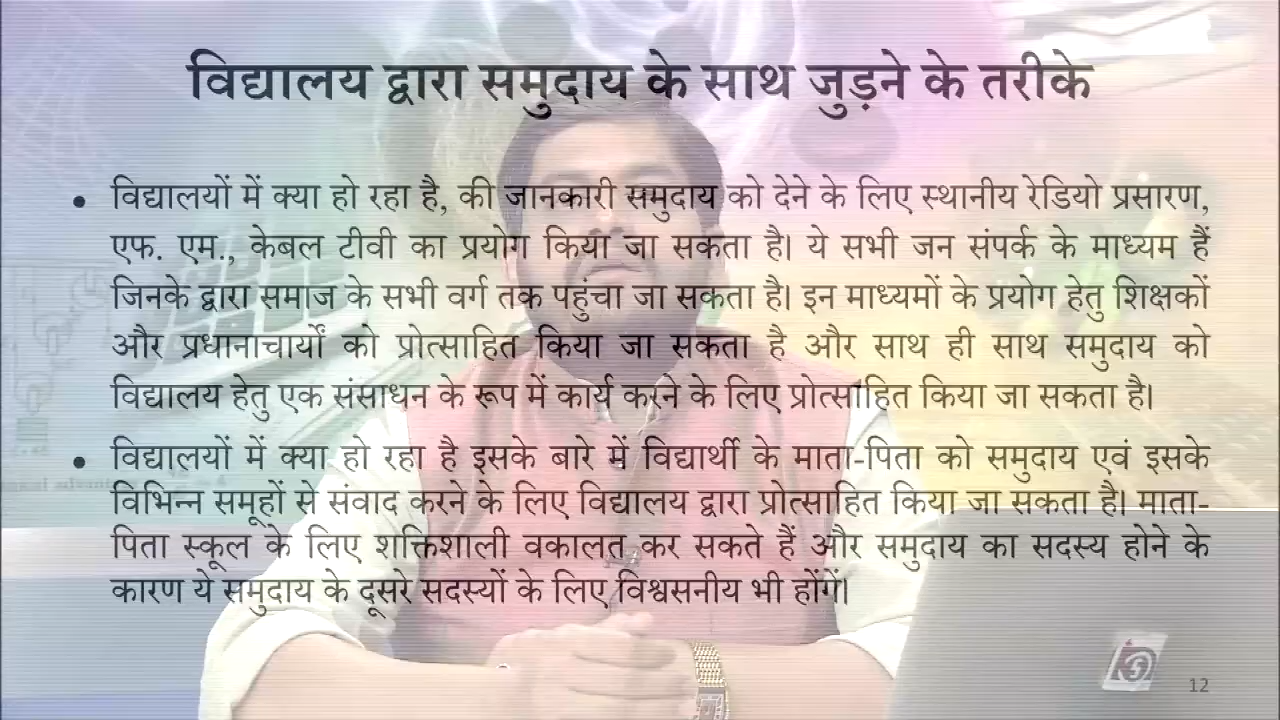 विद्यालय द्वारा समुदाय के साथ जुड़ने के तरीके
• विद्यालयों में क्या हो रहा है, की जानकारी समुदाय को देने के लिए स्थानीय रेडियो प्रसारण,
एफ. एम., केबल टीवी का प्रयोग किया जा सकता है। ये सभी जन संपर्क के माध्यम हैं
जिनके द्वारा समाज के सभी वर्ग तक पहुंचा जा सकता है। इन माध्यमों के प्रयोग हेतु शिक्षकों
और प्रधानाचार्यों को प्रोत्साहित किया जा सकता है और साथ ही साथ समुदाय को
विद्यालय हेतु एक संसाधन के रूप में कार्य करने के लिए प्रोत्साहित किया जा सकता है।
• विद्यालयों में क्या हो रहा है इसके बारे में विद्यार्थी के माता-पिता को समुदाय एवं इसके
विभिन्न समूहों से संवाद करने के लिए विद्यालय द्वारा प्रोत्साहित किया जा सकता है। माता-
पिता स्कूल के लिए शक्तिशाली वकालत कर सकते हैं और समुदाय का सदस्य होने के
कारण ये समुदाय के दूसरे सदस्यों के लिए विश्वसनीय भी होंगें।
12